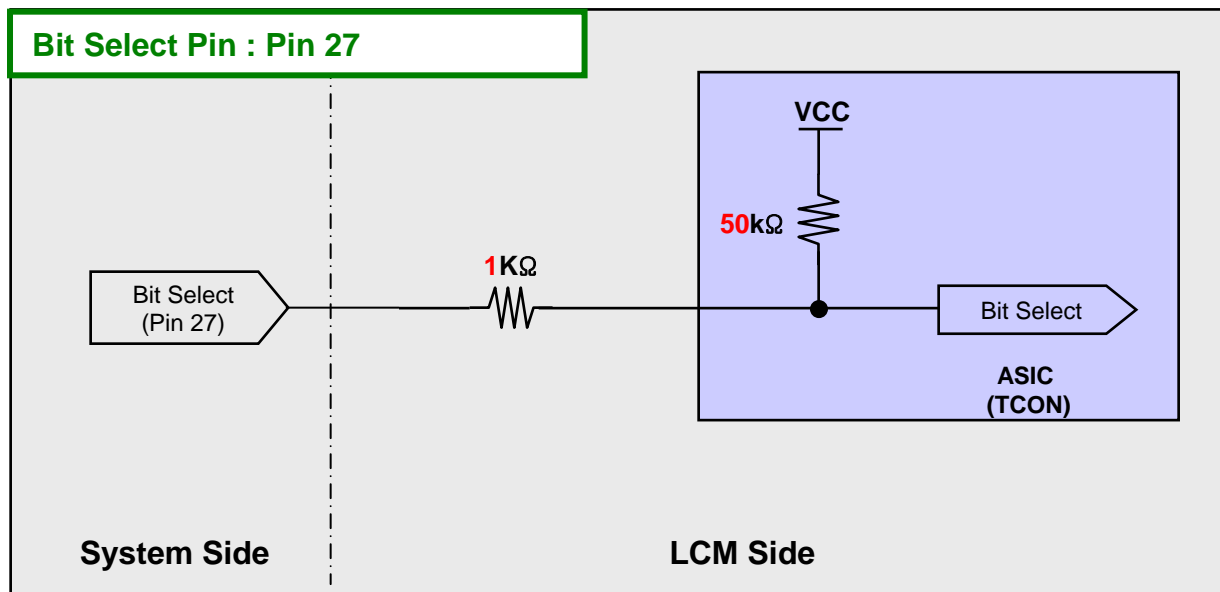 Bit Select Pin : Pin 27
VCC
50kΩ
1KΩ
Bit Select
(Pin 27)
Bit Select
ASIC
(TCON)
System Side
LCM Side